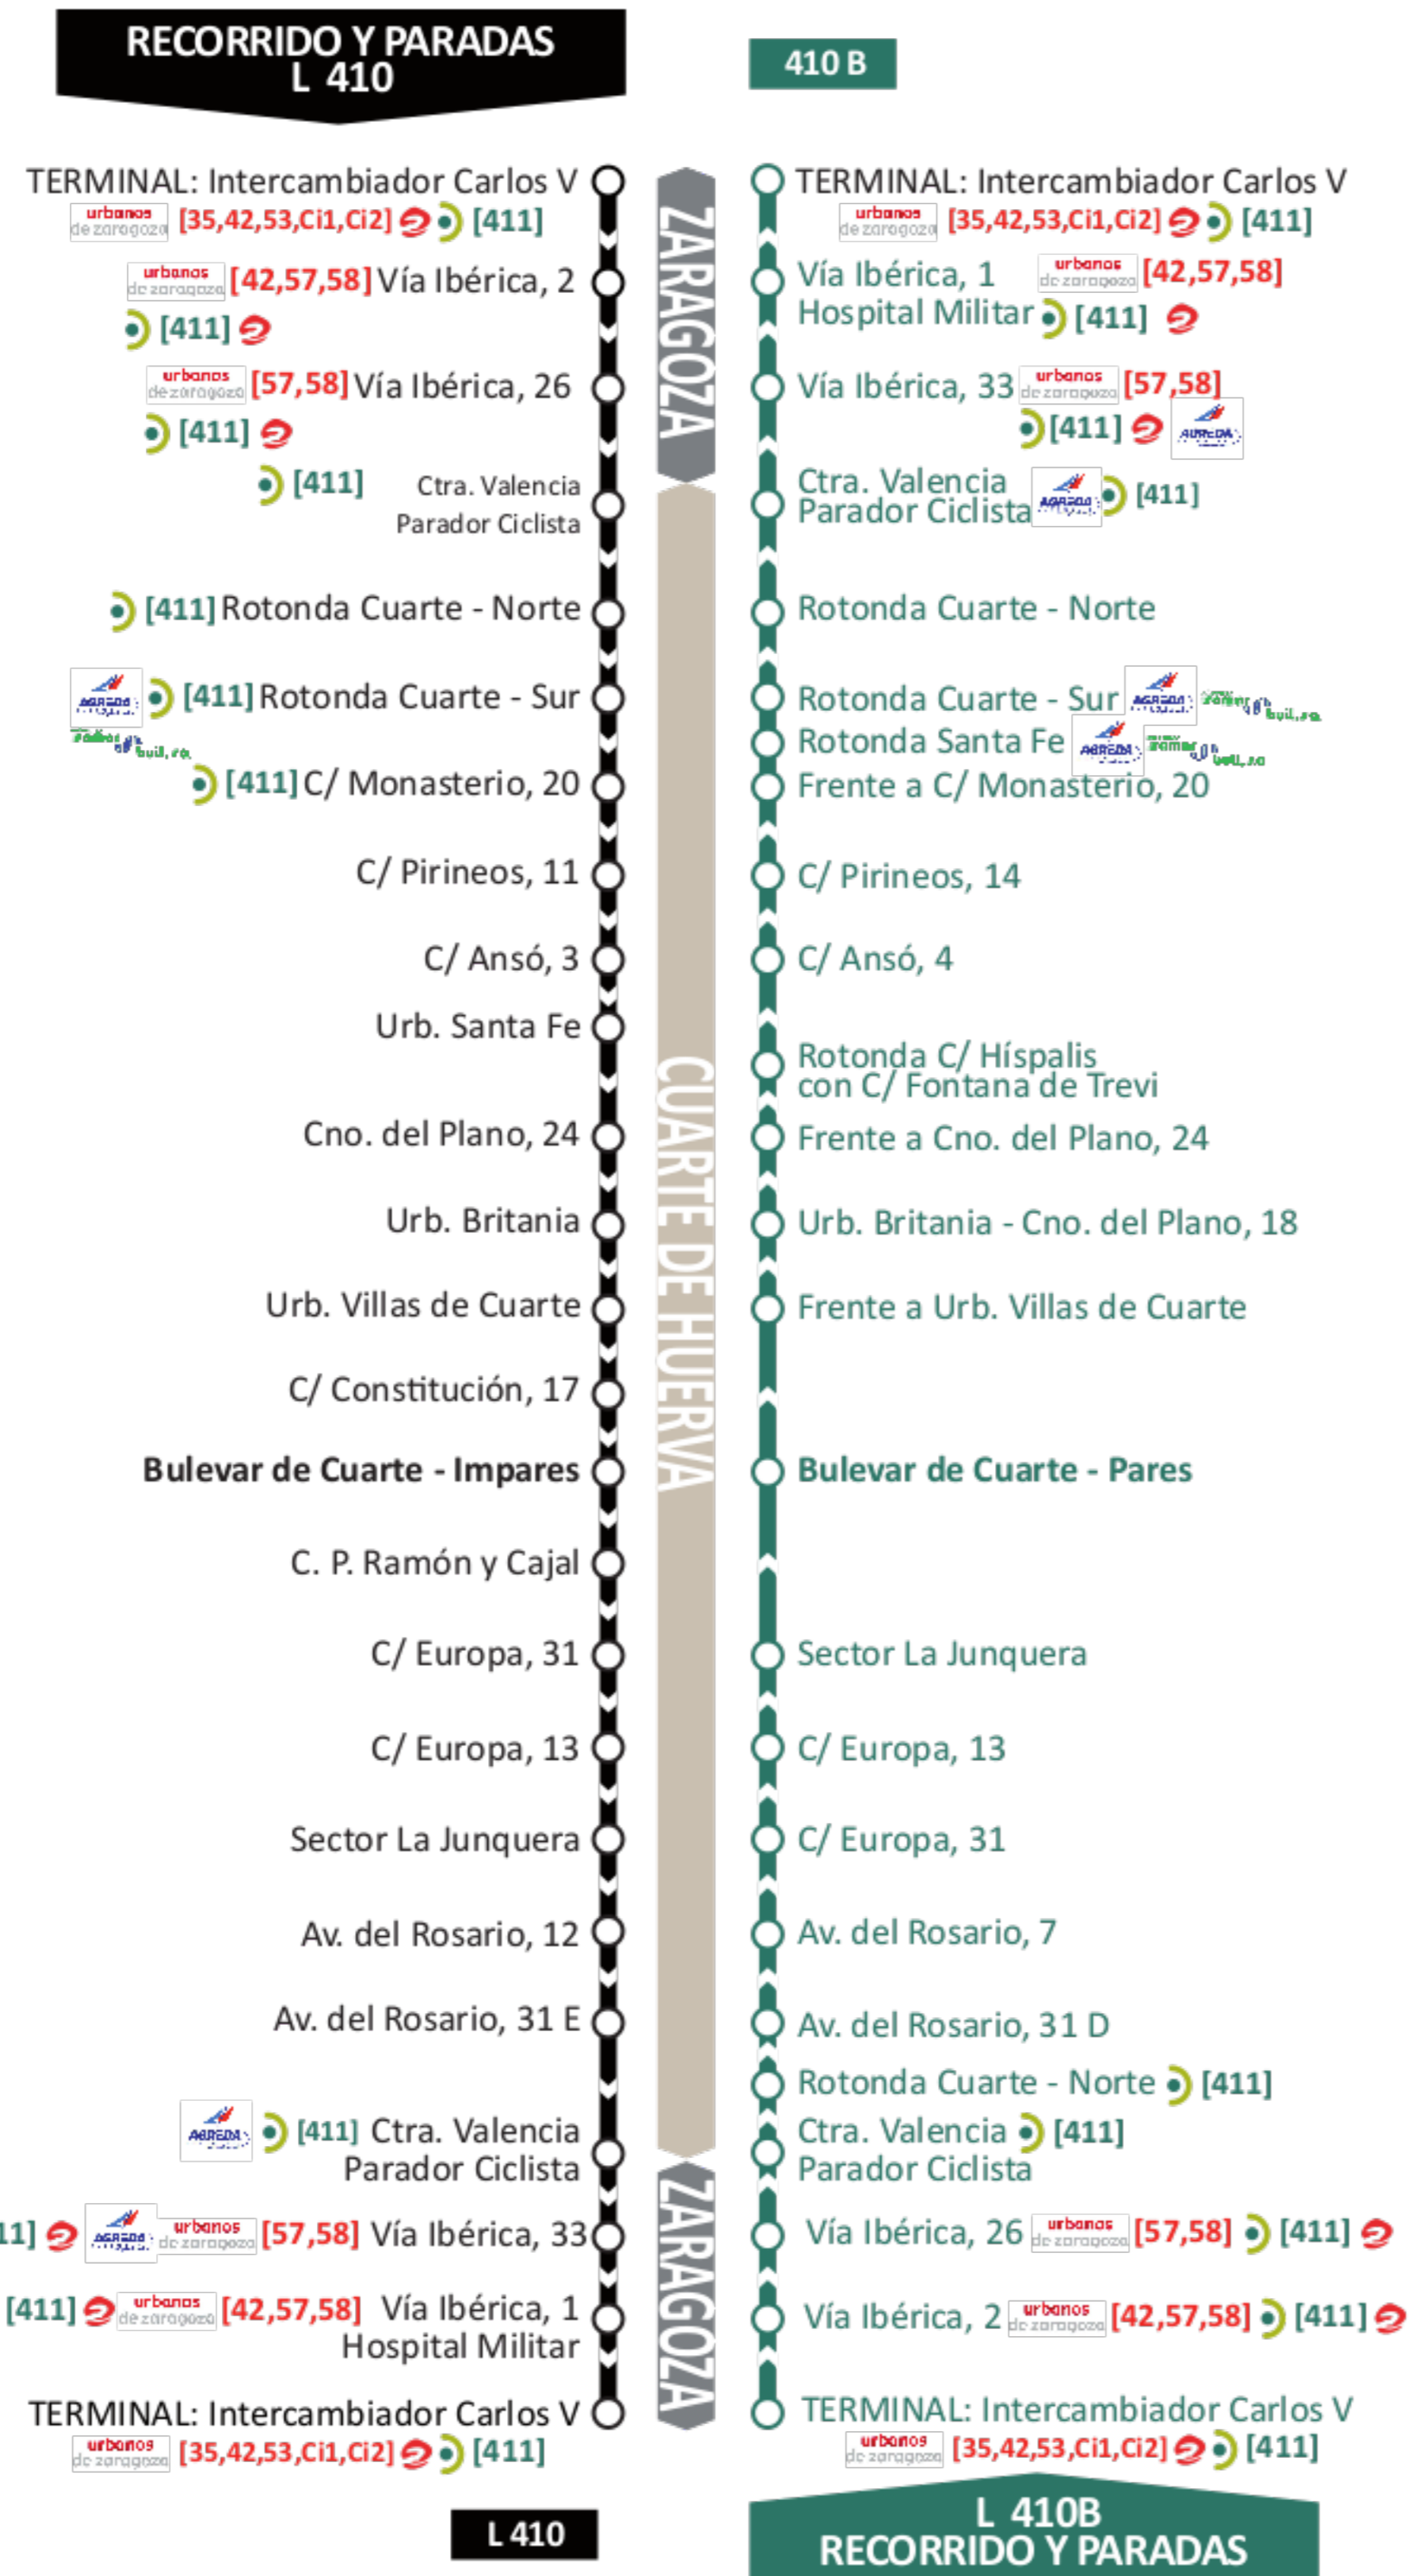 RECORRIDO Y PARADAS
L 410
TERMINAL: Intercambiador Carlos V
urbanos
de zaragoza
[35,42,53,Ci1,Ci2] [411]
urbanos
de zaragoza
[42,57,58] Vía Ibérica, 2
[411]
urbanos
de zaragoza
[57,58] Vía Ibérica, 26
[411]
[411] Ctra. Valencia
Parador Ciclista
[411] Rotonda Cuarte - Norte
AGREDA [411] Rotonda Cuarte - Sur
[411] C/ Monasterio, 20
C/ Pirineos, 11
C/ Ansó, 3
Urb. Santa Fe
Cno. del Plano, 24
Urb. Britania
Urb. Villas de Cuarte
C/ Constitución, 17
Bulevar de Cuarte - Impares
C. P. Ramón y Cajal
C/ Europa, 31
C/ Europa, 13
Sector La Junquera
Av. del Rosario, 12
Av. del Rosario, 31 E
AGREDA [411] Ctra. Valencia
Parador Ciclista
11] AGREDA urbanos
de zaragoza
[57,58] Vía Ibérica, 33
[411] urbanos
de zaragoza
[42,57,58] Vía Ibérica, 1
Hospital Militar
TERMINAL: Intercambiador Carlos V
urbanos
de zaragoza
[35,42,53,Ci1,Ci2] [411]
L 410
ZARAGOZA
CUARTE DE HUERVA
ZARAGOZA
410 B
TERMINAL: Intercambiador Carlos V
urbanos
de zaragoza
[35,42,53,Ci1,Ci2] [411]
Vía Ibérica, 1 urbanos
de zaragoza
[42,57,58]
Hospital Militar [411]
Vía Ibérica, 33 urbanos
de zaragoza
[57,58]
[411] AGREDA
Ctra. Valencia
Parador Ciclista AGREDA [411]
Rotonda Cuarte - Norte
Rotonda Cuarte - Sur AGREDA
Rotonda Santa Fe AGREDA
Frente a C/ Monasterio, 20
C/ Pirineos, 14
C/ Ansó, 4
Rotonda C/ Híspalis
con C/ Fontana de Trevi
Frente a Cno. del Plano, 24
Urb. Britania - Cno. del Plano, 18
Frente a Urb. Villas de Cuarte
Bulevar de Cuarte - Pares
Sector La Junquera
C/ Europa, 13
C/ Europa, 31
Av. del Rosario, 7
Av. del Rosario, 31 D
Rotonda Cuarte - Norte [411]
Ctra. Valencia [411]
Parador Ciclista
Vía Ibérica, 26 urbanos
de zaragoza
[57,58] [411]
Vía Ibérica, 2 urbanos
de zaragoza
[42,57,58] [411]
TERMINAL: Intercambiador Carlos V
urbanos
de zaragoza
[35,42,53,Ci1,Ci2] [411]
L 410B
RECORRIDO Y PARADAS